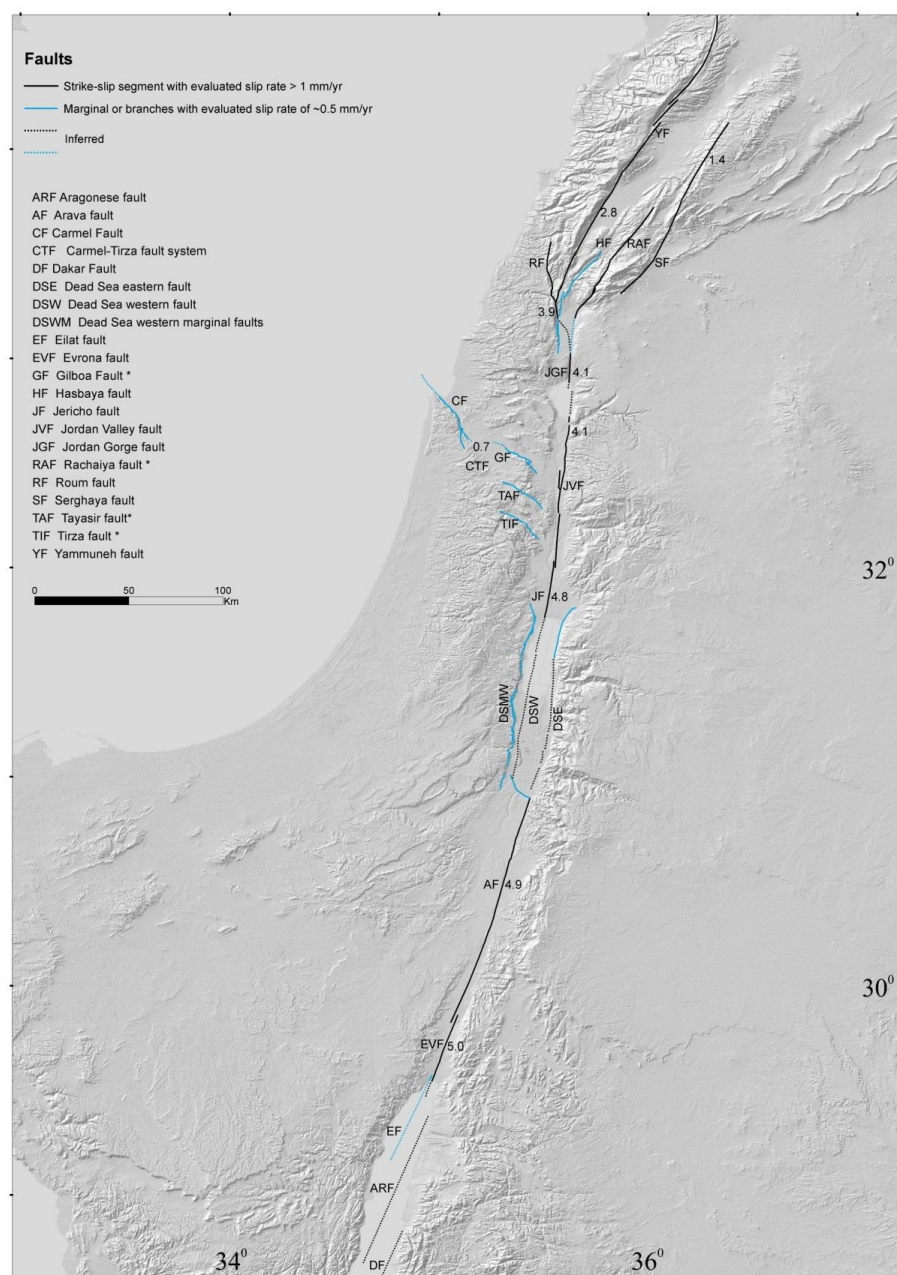 Faults
Strike-slip segment with evaluated slip rate > 1 mm/yr
Marginal or branches with evaluated slip rate of ~0.5 mm/yr
Inferred
ARF Aragonese fault
AF Arava fault
CF Carmel Fault
CTF Carmel-Tirza fault system
DF Dakar Fault
DSE Dead Sea eastern fault
DSW Dead Sea western fault
DSWM Dead Sea western marginal faults
EF Eilat fault
EVF Evrona fault
GF Gilboa Fault *
HF Hasbaya fault
JF Jericho fault
JVF Jordan Valley fault
JGF Jordan Gorge fault
RAF Rachaiya fault *
RF Roum fault
SF Serghaya fault
TAF Tayasir fault*
TIF Tirza fault *
YF Yammuneh fault
0 50 100
Km
YF
1.4
2.8
HF
RAF
RF
SF
3.9
JGF 4.1
CF
4.1
0.7
GF
CTF
JVF
TAF
TIF
32⁰
JF 4.8
DSMW
DSW
DSE
AF 4.9
30⁰
EVF 5.0
EF
ARF
34⁰
36⁰
DF